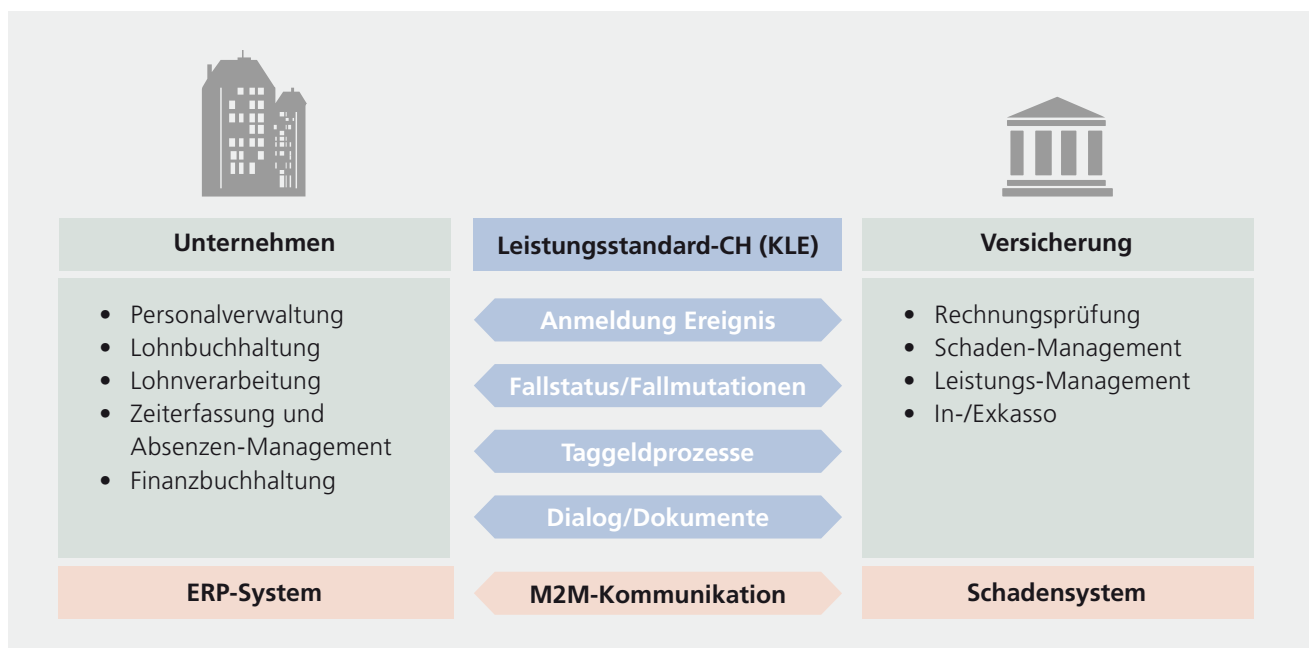 Unternehmen
• Personalverwaltung
• Lohnbuchhaltung
• Lohnverarbeitung
• Zeiterfassung und
Absenzen-Management
• Finanzbuchhaltung
ERP-System
Leistungsstandard-CH (KLE)
Anmeldung Ereignis
Fallstatus/Fallmutationen
Taggeldprozesse
Dialog/Dokumente
M2M-Kommunikation
Versicherung
• Rechnungsprüfung
• Schaden-Management
• Leistungs-Management
• In-/Exkasso
Schadensystem